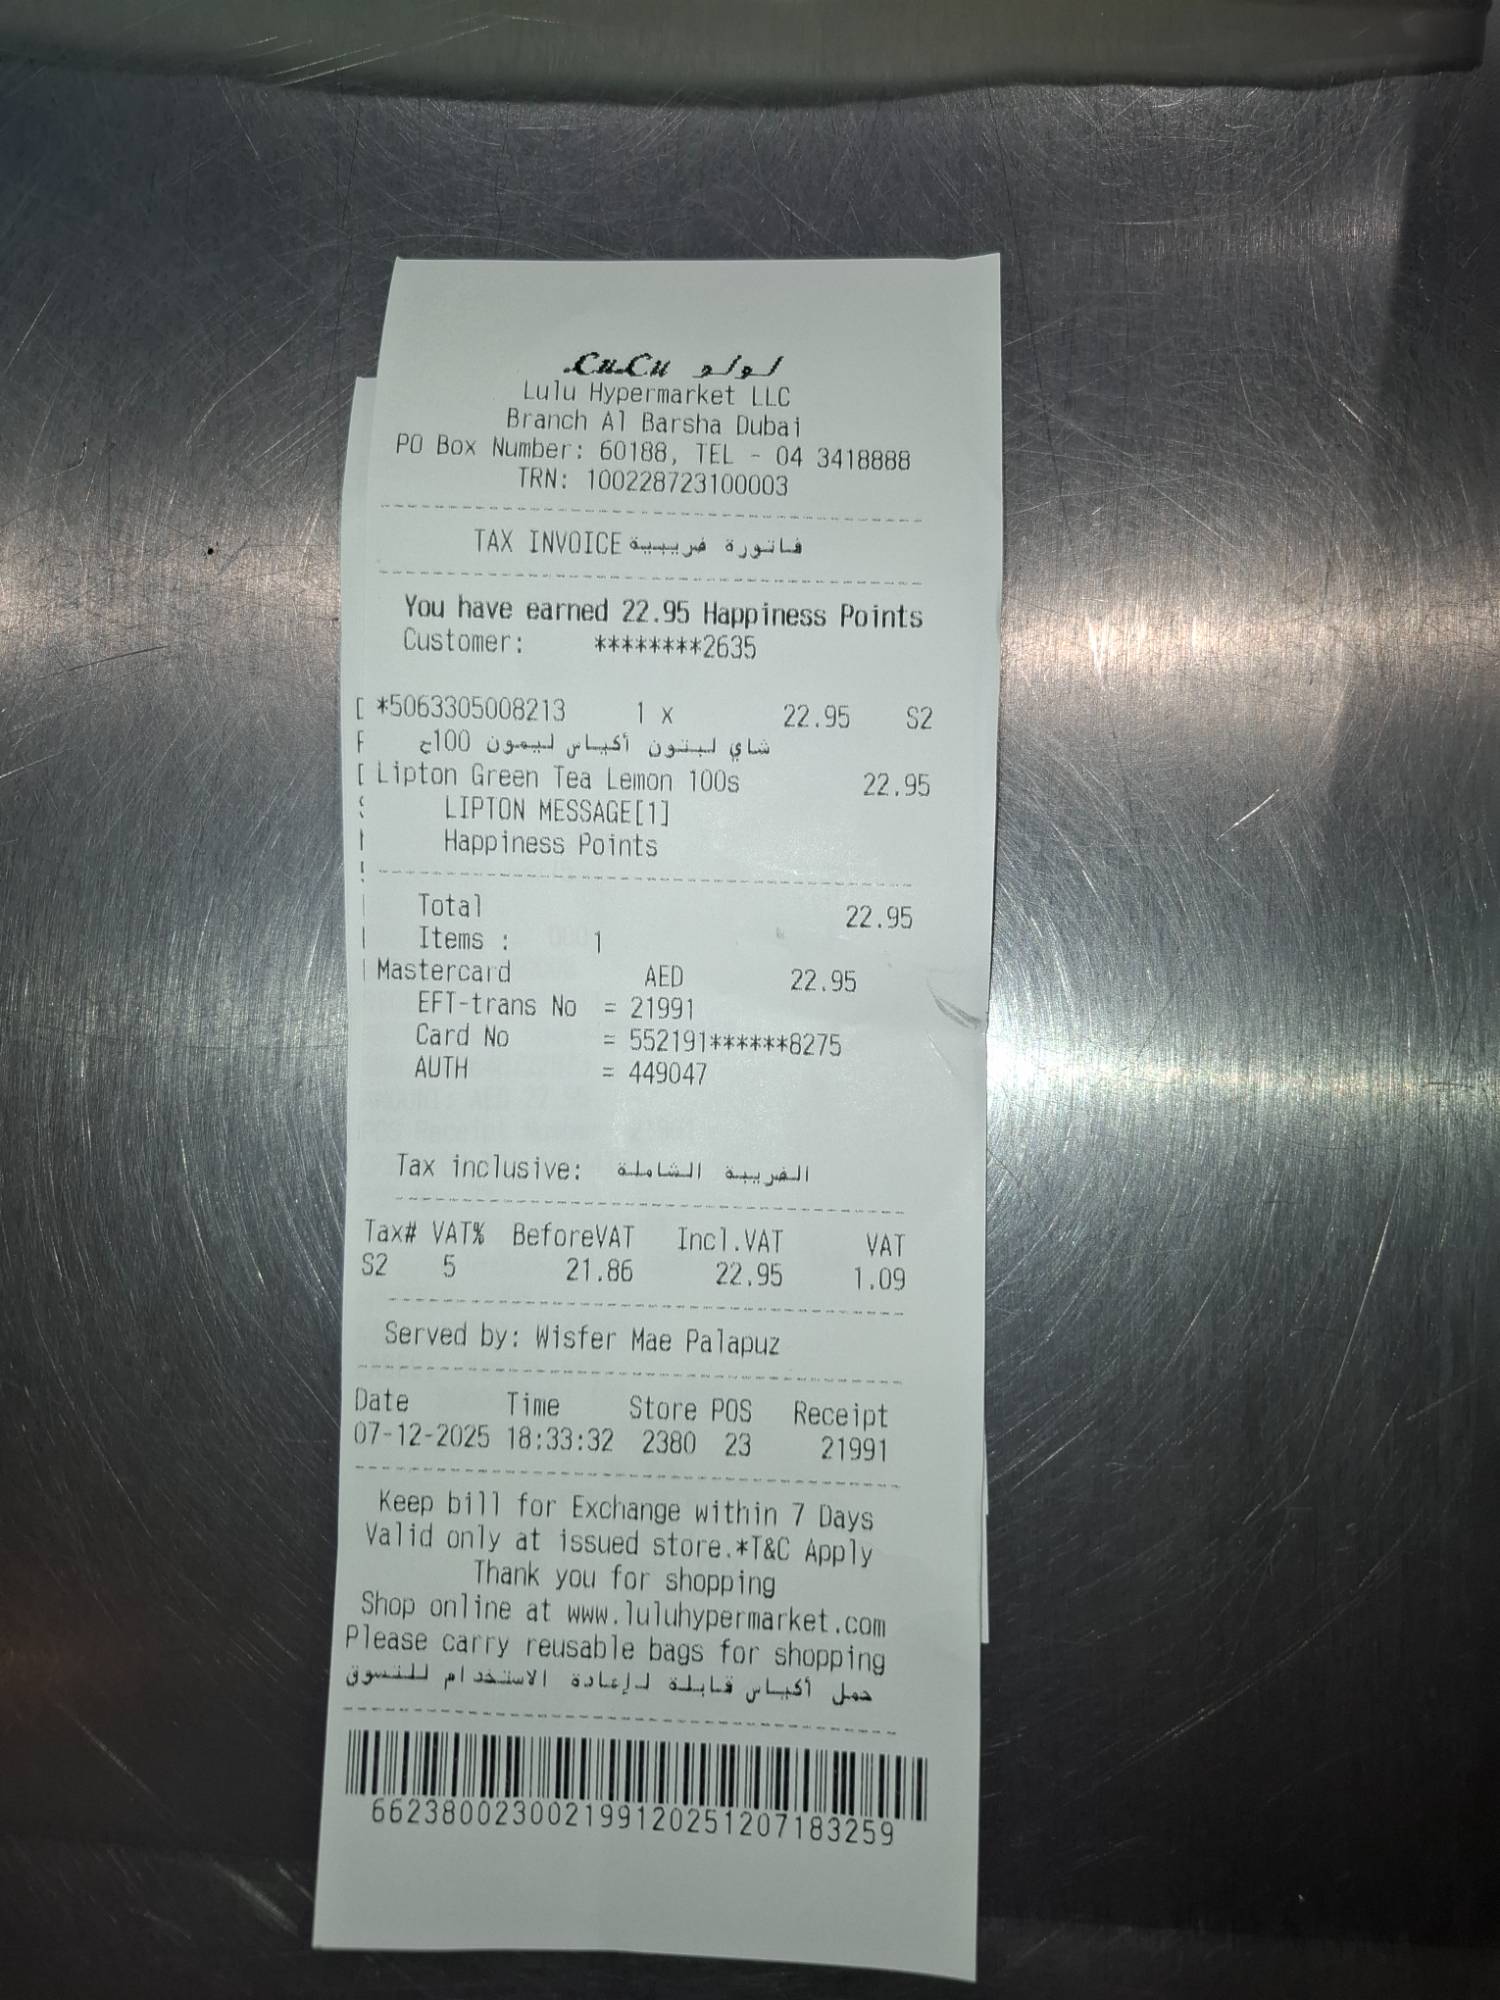 LuLu لولو
Lulu Hypermarket LLC
Branch Al Barsha Dubai
PO Box Number: 60188, TEL - 04 3418888
TRN: 100228723100003
TAX INVOICE فاتورة ضريبية
You have earned 22.95 Happiness Points
Customer: ********2635
*5063305008213 1 x 22.95 S2
شاي لبتون أكياس ليمون 100ح
Lipton Green Tea Lemon 100s 22.95
LIPTON MESSAGE[1]
Happiness Points
Total 22.95
Items : 1
Mastercard AED 22.95
EFT-trans No = 21991
Card No = 552191******8275
AUTH = 449047
Tax inclusive: الضريبة الشاملة
Tax# VAT% BeforeVAT Incl.VAT VAT
S2 5 21.86 22.95 1.09
Served by: Wisfer Mae Palapuz
Date Time Store POS Receipt
07-12-2025 18:33:32 2380 23 21991
Keep bill for Exchange within 7 Days
Valid only at issued store.*T&C Apply
Thank you for shopping
Shop online at www.luluhypermarket.com
Please carry reusable bags for shopping
حمل أكياس قابلة لإعادة الاستخدام للتسوق
662380023002199120251207183259